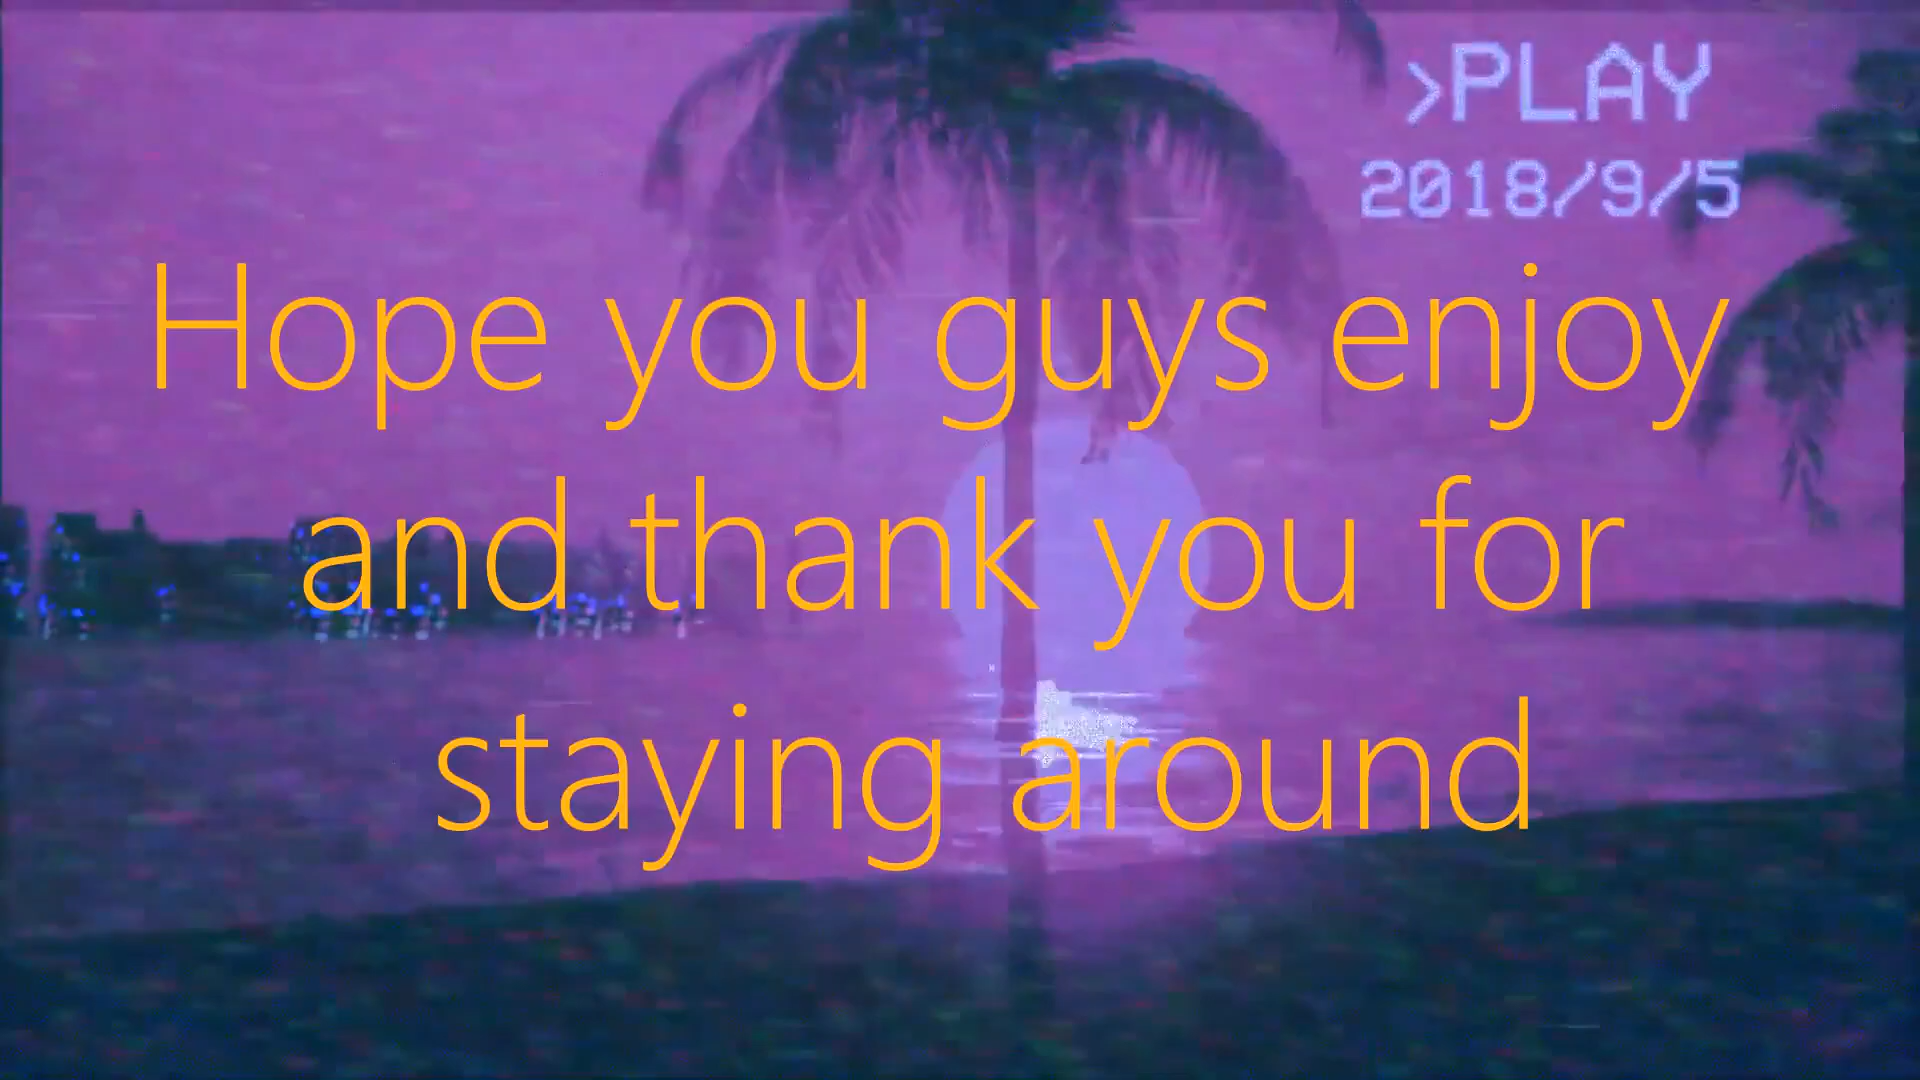 >PLAY
2018/9/5
Hope you guys enjoy
and thank you for
staying around